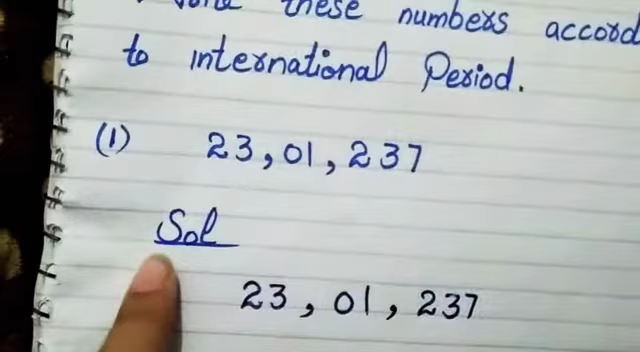 these numbers accord
to international Period.
(1) 23,01,237
Sol
23,01,237